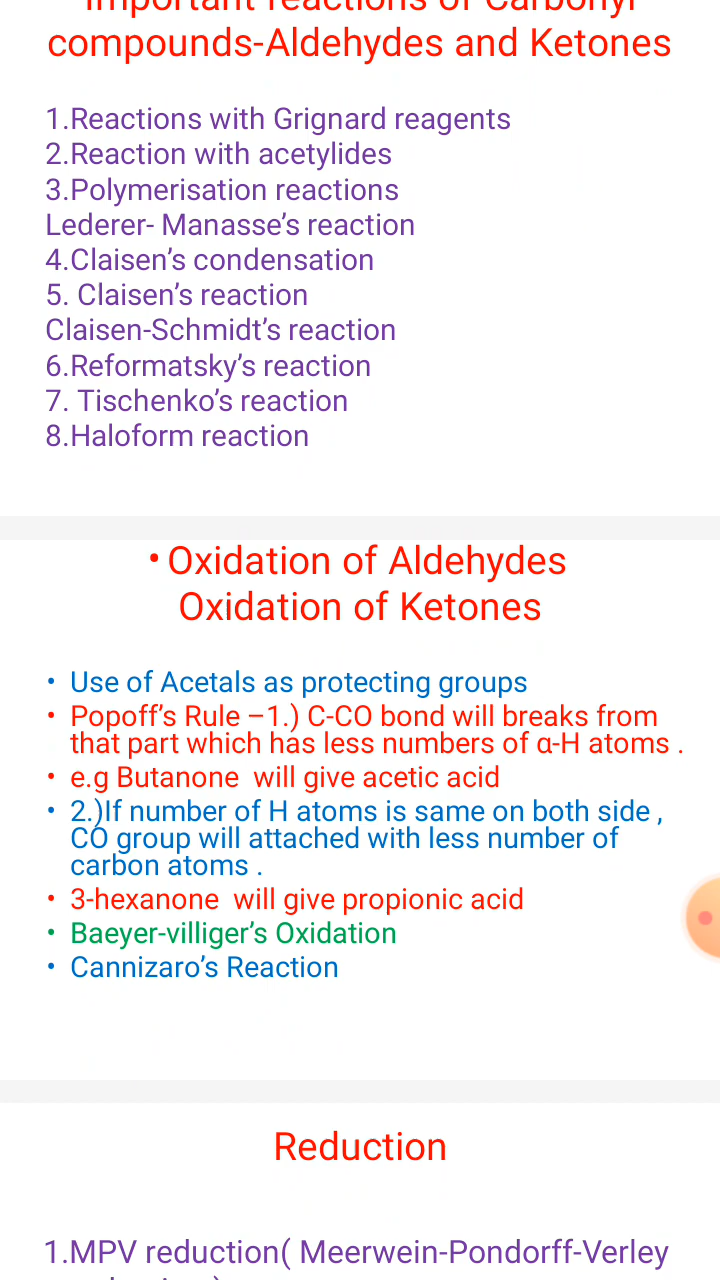 Important reactions of Carbonyl
compounds-Aldehydes and Ketones
1.Reactions with Grignard reagents
2.Reaction with acetylides
3.Polymerisation reactions
Lederer- Manasse’s reaction
4.Claisen’s condensation
5. Claisen’s reaction
Claisen-Schmidt’s reaction
6.Reformatsky’s reaction
7. Tischenko’s reaction
8.Haloform reaction
• Oxidation of Aldehydes
Oxidation of Ketones
• Use of Acetals as protecting groups
• Popoff’s Rule –1.) C-CO bond will breaks from
that part which has less numbers of α-H atoms .
• e.g Butanone  will give acetic acid
• 2.)If number of H atoms is same on both side ,
CO group will attached with less number of
carbon atoms .
• 3-hexanone  will give propionic acid
• Baeyer-villiger’s Oxidation
• Cannizaro’s Reaction
Reduction
1.MPV reduction( Meerwein-Pondorff-Verley